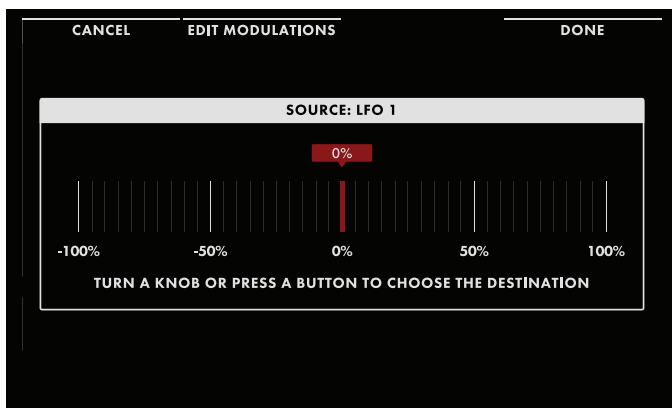 CANCEL EDIT MODULATIONS DONE
SOURCE: LFO 1
0%
-100% -50% 0% 50% 100%
TURN A KNOB OR PRESS A BUTTON TO CHOOSE THE DESTINATION